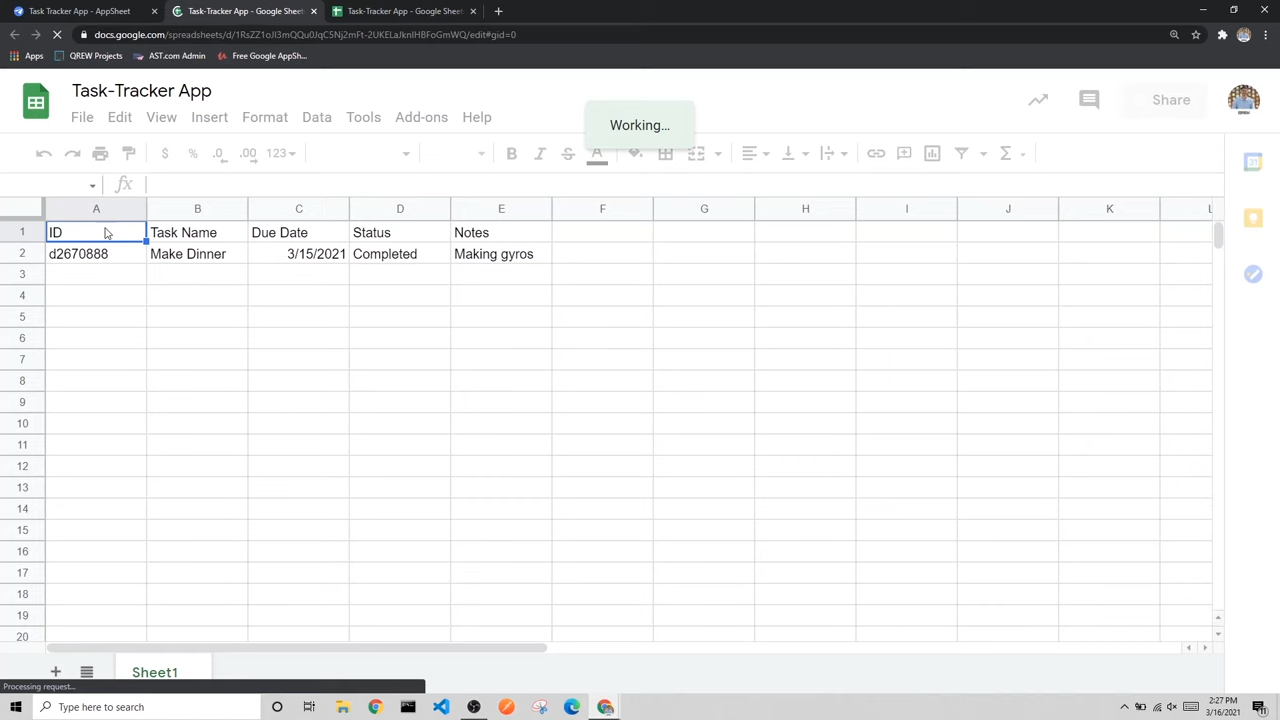 Task-Tracker App - AppSheet
Task-Tracker App - Google Sheet
Task-Tracker App - Google Sheets
docs.google.com/spreadsheets/d/1RsZZ1oJI3mQQu0JqC5Nj2mFt-2UKELaJknIHBFoGmWQ/edit#gid=0
Apps
QREW Projects
AST.com Admin
Free Google AppSh...
Task-Tracker App
File Edit View Insert Format Data Tools Add-ons Help
Working...
Share
$ % .0 .00 123
B I S A
fx
A B C D E F G H I J K L
1 ID Task Name Due Date Status Notes
2 d2670888 Make Dinner 3/15/2021 Completed Making gyros
3
4
5
6
7
8
9
10
11
12
13
14
15
16
17
18
19
20
Sheet1
Processing request...
Type here to search
2:27 PM
3/16/2021